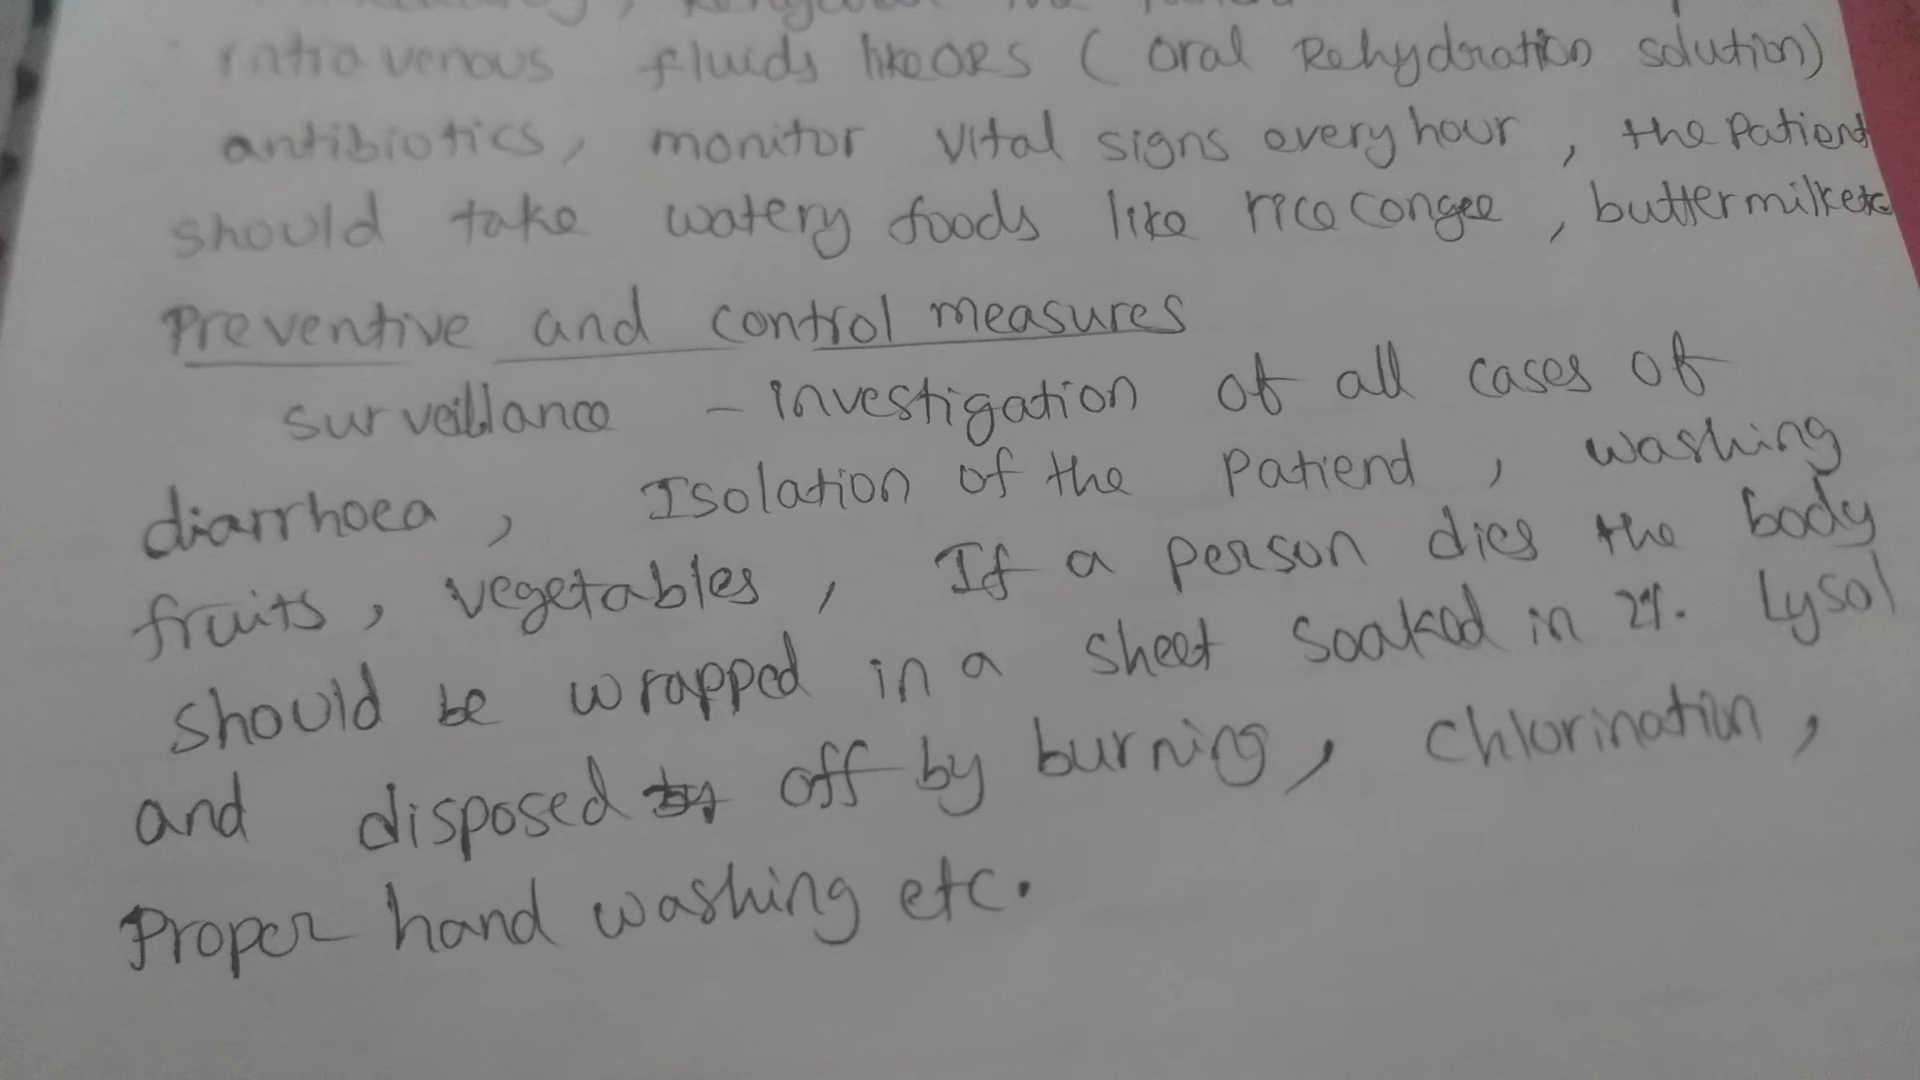 intravenous fluids like ORS ( Oral Rehydration solution)
antibiotics, monitor vital signs every hour , the patiend
should take watery foods like rice congee , buttermilk etc
Preventive and control measures
surveillance - investigation of all cases of
diarrhoea , Isolation of the patiend , washing
fruits , vegetables , If a person dies the body
should be wrapped in a sheet soaked in 2%. Lysol
and disposed off by burning, chlorination ,
Proper hand washing etc.